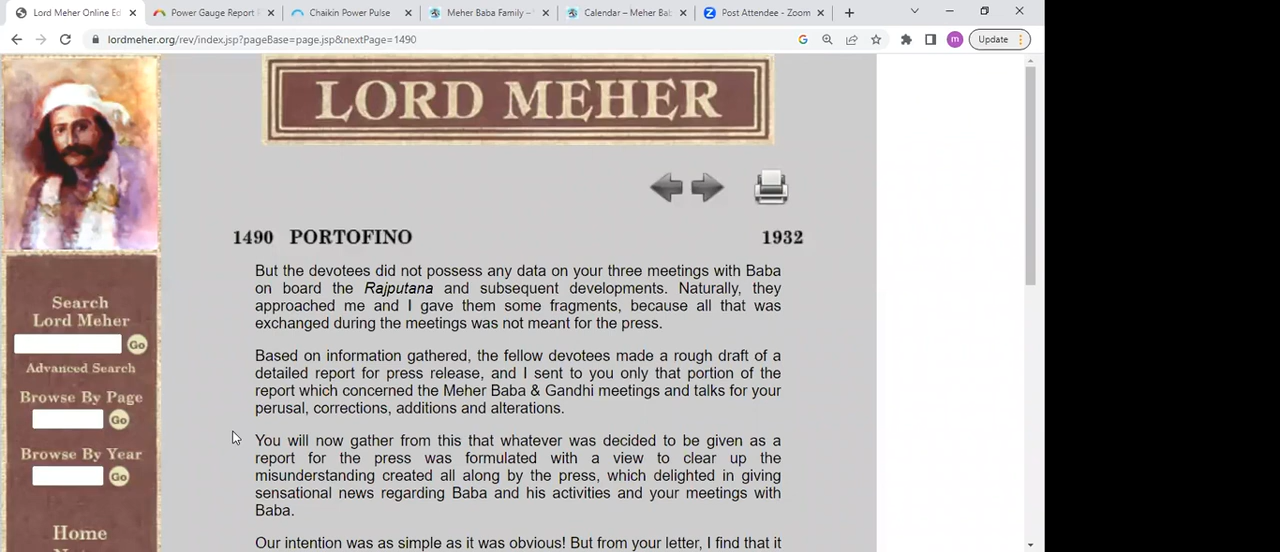 Lord Meher Online Ed
Power Gauge Report
Chaikin Power Pulse
Meher Baba Family –
Calendar – Meher Ba
Post Attendee - Zoom
lordmeher.org/rev/index.jsp?pageBase=page.jsp&nextPage=1490
m
Update
LORD MEHER
1490 PORTOFINO 1932
But the devotees did not possess any data on your three meetings with Baba
on board the Rajputana and subsequent developments. Naturally, they
approached me and I gave them some fragments, because all that was
exchanged during the meetings was not meant for the press.
Based on information gathered, the fellow devotees made a rough draft of a
detailed report for press release, and I sent to you only that portion of the
report which concerned the Meher Baba & Gandhi meetings and talks for your
perusal, corrections, additions and alterations.
You will now gather from this that whatever was decided to be given as a
report for the press was formulated with a view to clear up the
misunderstanding created all along by the press, which delighted in giving
sensational news regarding Baba and his activities and your meetings with
Baba.
Our intention was as simple as it was obvious! But from your letter, I find that it
Search
Lord Meher
Go
Advanced Search
Browse By Page
Go
Browse By Year
Go
Home